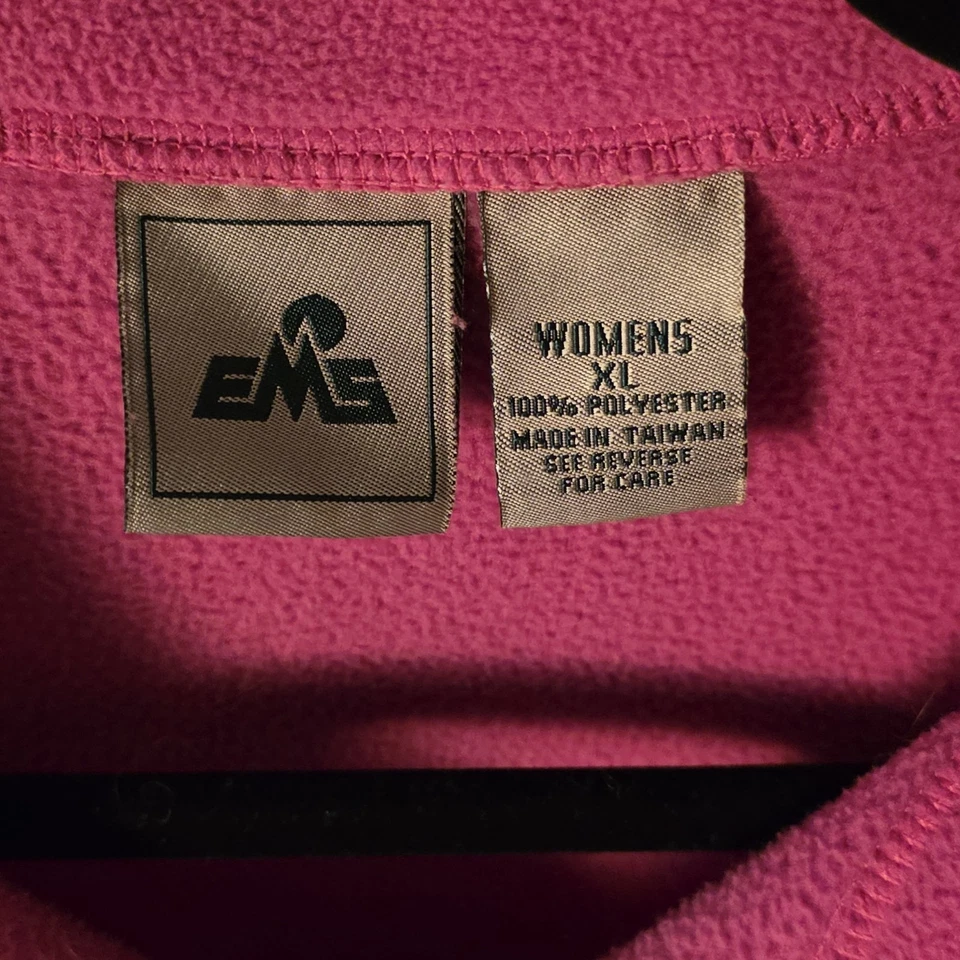 EMS
WOMENS
XL
100% POLYESTER
MADE IN TAIWAN
SEE REVERSE
FOR CARE